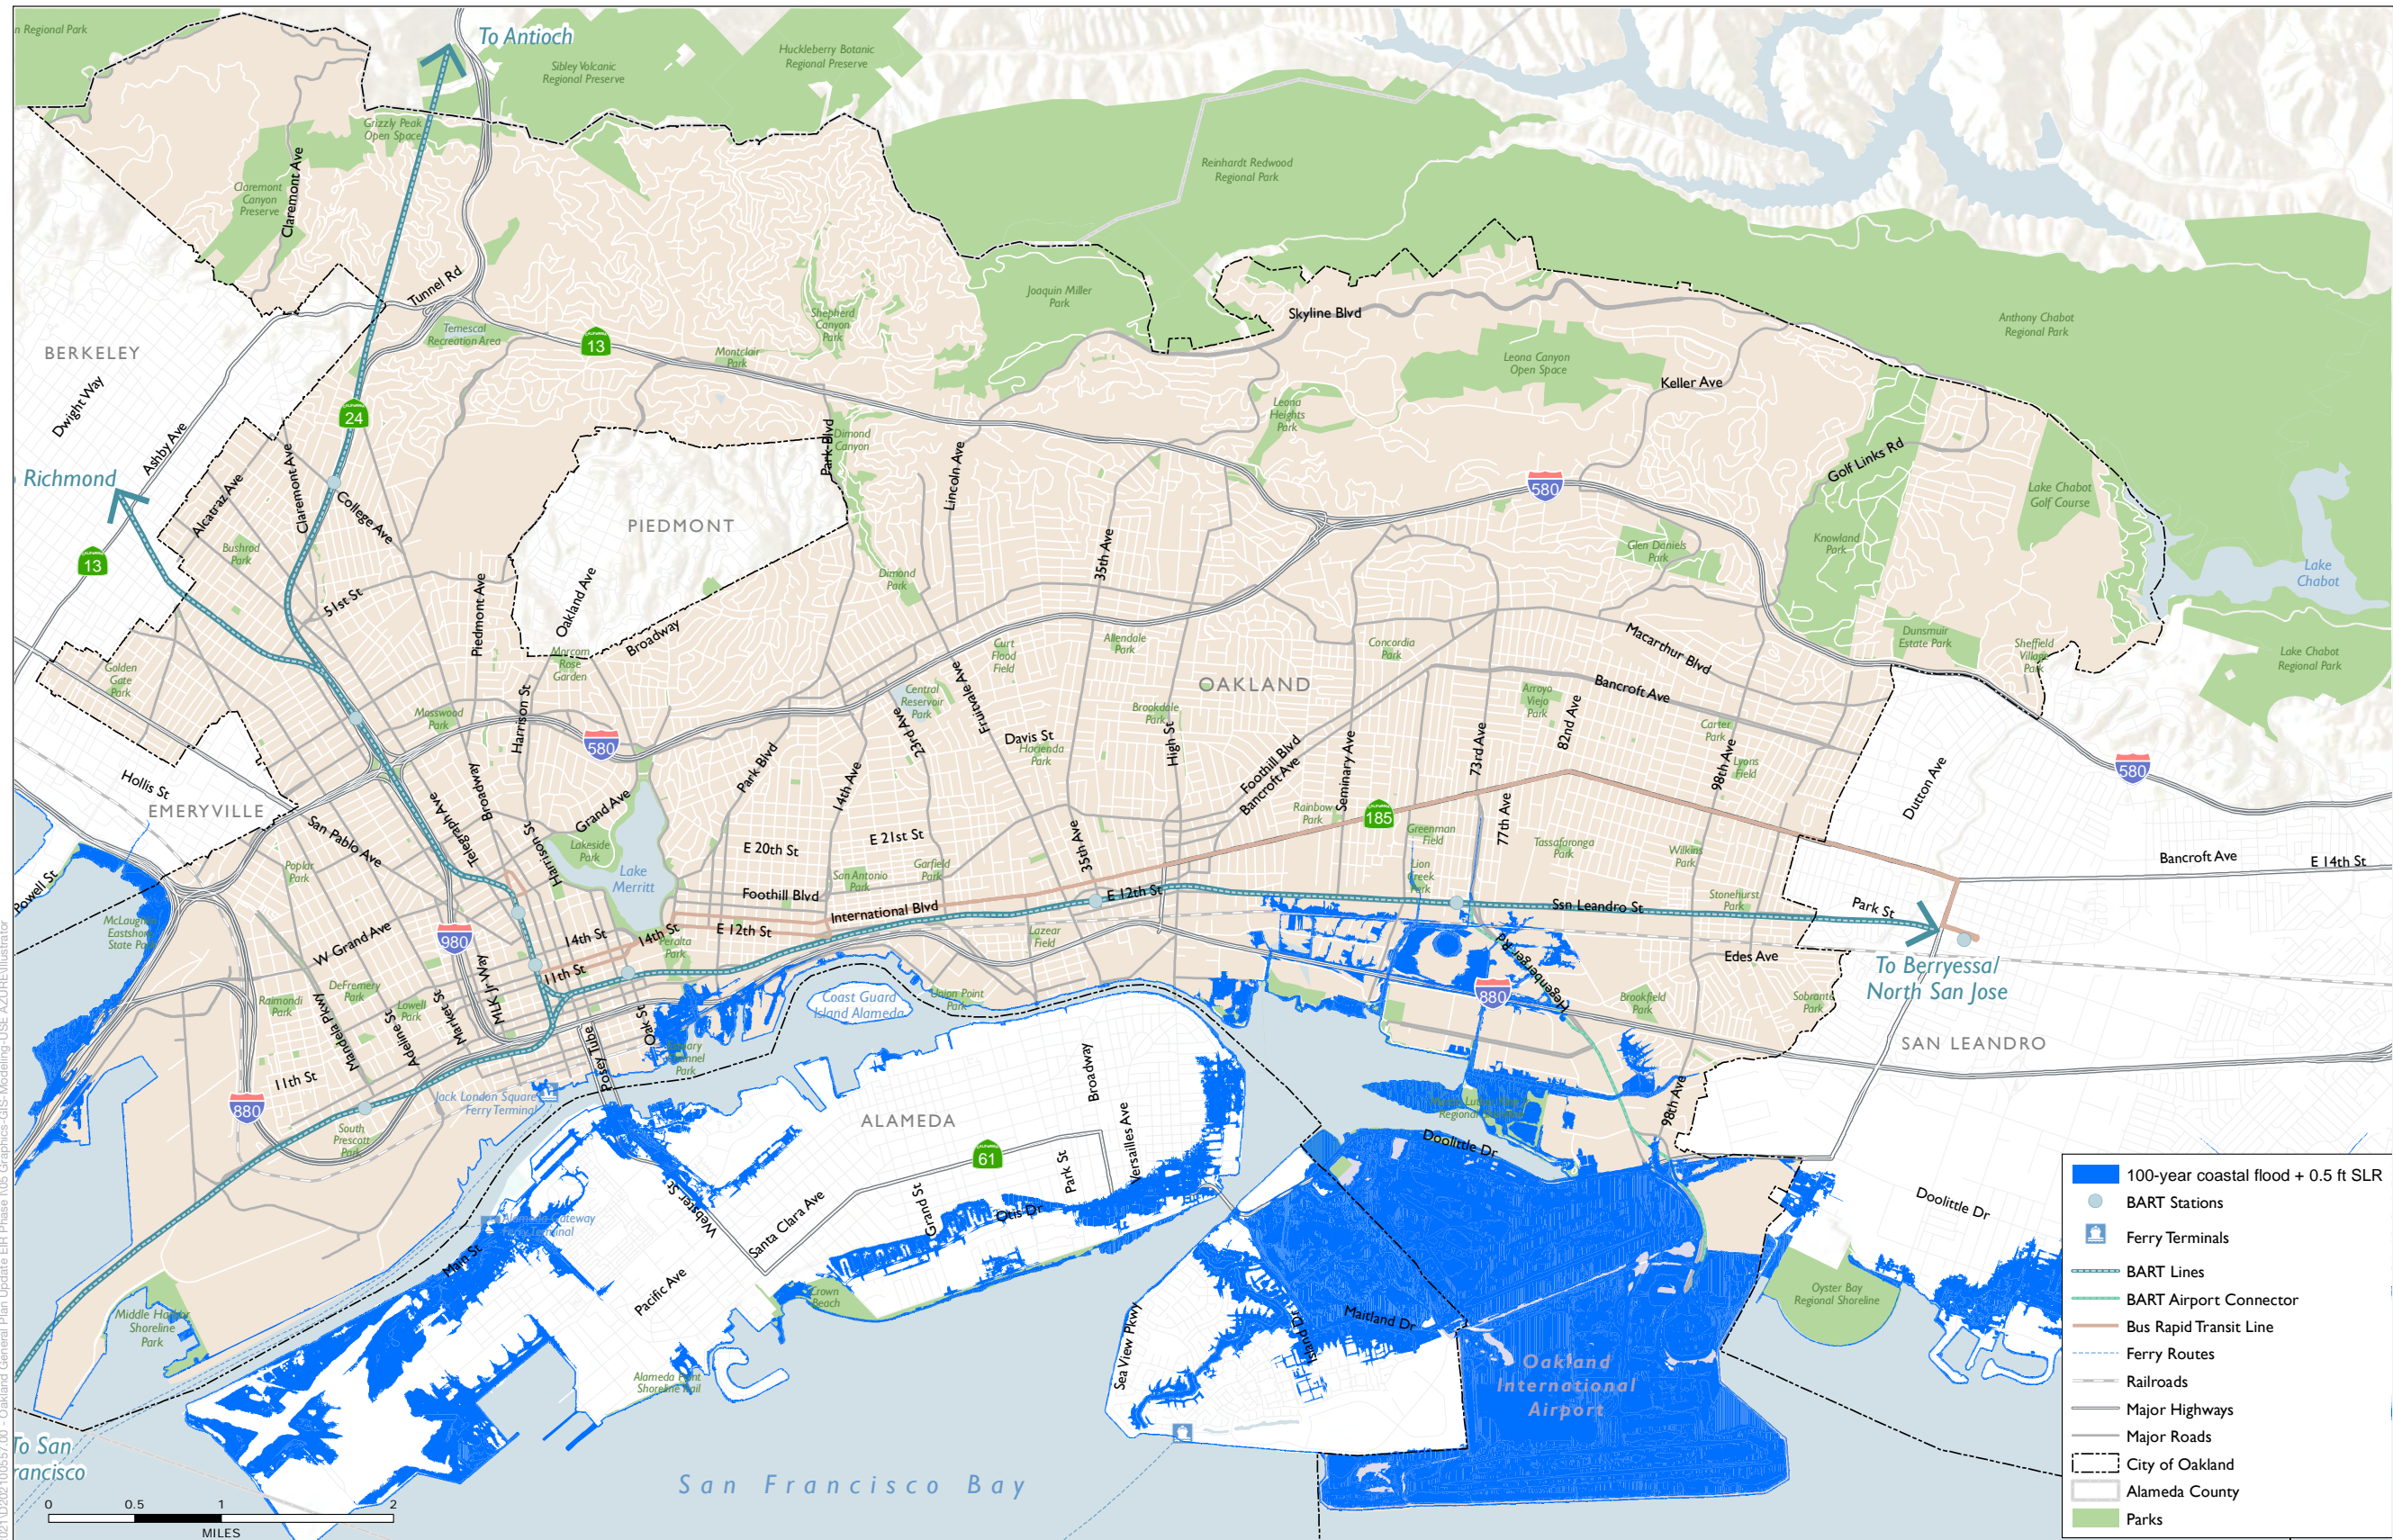 n Regional Park
To Antioch
Sibley Volcanic
Regional Preserve
Huckleberry Botanic
Regional Preserve
Grizzly Peak
Open Space
Claremont
Canyon
Preserve
Claremont Ave
Reinhardt Redwood
Regional Park
Tunnel Rd
Temescal
Recreation Area
13
Shepherd
Canyon
Park
Montclair
Park
Joaquin Miller
Park
Skyline Blvd
Anthony Chabot
Regional Park
BERKELEY
Dwight Way
Ashby Ave
24
Leona Canyon
Open Space
Keller Ave
Leona
Heights
Park
Richmond
Alcatraz Ave
Claremont Ave
College Ave
Park Blvd
Dimond
Canyon
Lincoln Ave
580
Golf Links Rd
Lake Chabot
Golf Course
PIEDMONT
13
Bushrod
Park
35th Ave
Glen Daniels
Park
Knowland
Park
Lake
Chabot
51st St
Piedmont Ave
Oakland Ave
Broadway
Dimond
Park
Golden
Gate
Park
Morcom
Rose
Garden
Curt
Flood
Field
Allendale
Park
Concordia
Park
Macarthur Blvd
Dunsmuir
Estate Park
Sheffield
Village
Park
Lake Chabot
Regional Park
OAKLAND
Bancroft Ave
Mosswood
Park
Harrison St
580
Central
Reservoir
Park
23rd Ave
Fruitvale Ave
Davis St
Hacienda
Park
Brookdale
Park
High St
Arroyo
Viejo
Park
82nd Ave
Carter
Park
98th Ave
Lyons
Field
580
Hollis St
EMERYVILLE
San Pablo Ave
Telegraph Ave
Broadway
Harrison St
Grand Ave
Park Blvd
14th Ave
Foothill Blvd
Bancroft Ave
Seminary Ave
73rd Ave
77th Ave
Rainbow
Park
185
Greenman
Field
Dutton Ave
Poplar
Park
Lakeside
Park
Lake
Merritt
E 20th St
E 21st St
San Antonio
Park
Garfield
Park
35th Ave
Lion
Creek
Park
Tassafaronga
Park
Wilkins
Park
Bancroft Ave
E 14th St
Powell St
McLaughlin
Eastshore
State Pa
W Grand Ave
980
14th St
14th St
Foothill Blvd
International Blvd
E 12th St
E 12th St
Peralta
Park
Lazear
Field
Ssn Leandro St
Stonehurst
Park
Park St
11th St
MLK Jr Way
Hegenberger Rd
Edes Ave
To Berryessa/
North San Jose
Raimondi
Park
DeFremery
Park
Lowell
Park
Mandela Pkwy
Adeline St
Market St
Oak St
Posey Tube
Coast Guard
Island Alameda
Union Point
Park
880
Brookfield
Park
Sobrante
Park
SAN LEANDRO
Estuary
Channel
Park
11th St
880
Jack London Square
Ferry Terminal
South
Prescott
Park
ALAMEDA
Broadway
Versailles Ave
61
Park St
Regional Shoreline
98th Ave
Doolittle Dr
Alameda Gateway
Ferry Terminal
Main St
Webster St
Santa Clara Ave
Grand St
Otis Dr
Doolittle Dr
Pacific Ave
Crown
Beach
Middle Harbor
Shoreline
Park
Sea View Pkwy
Island Dr
Maitland Dr
Oyster Bay
Regional Shoreline
Alameda Point
Shoreline Trail
Oakland
International
Airport
To San
rancisco
San Francisco Bay
0 0.5 1 2
MILES
100-year coastal flood + 0.5 ft SLR
BART Stations
Ferry Terminals
BART Lines
BART Airport Connector
Bus Rapid Transit Line
Ferry Routes
Railroads
Major Highways
Major Roads
City of Oakland
Alameda County
Parks